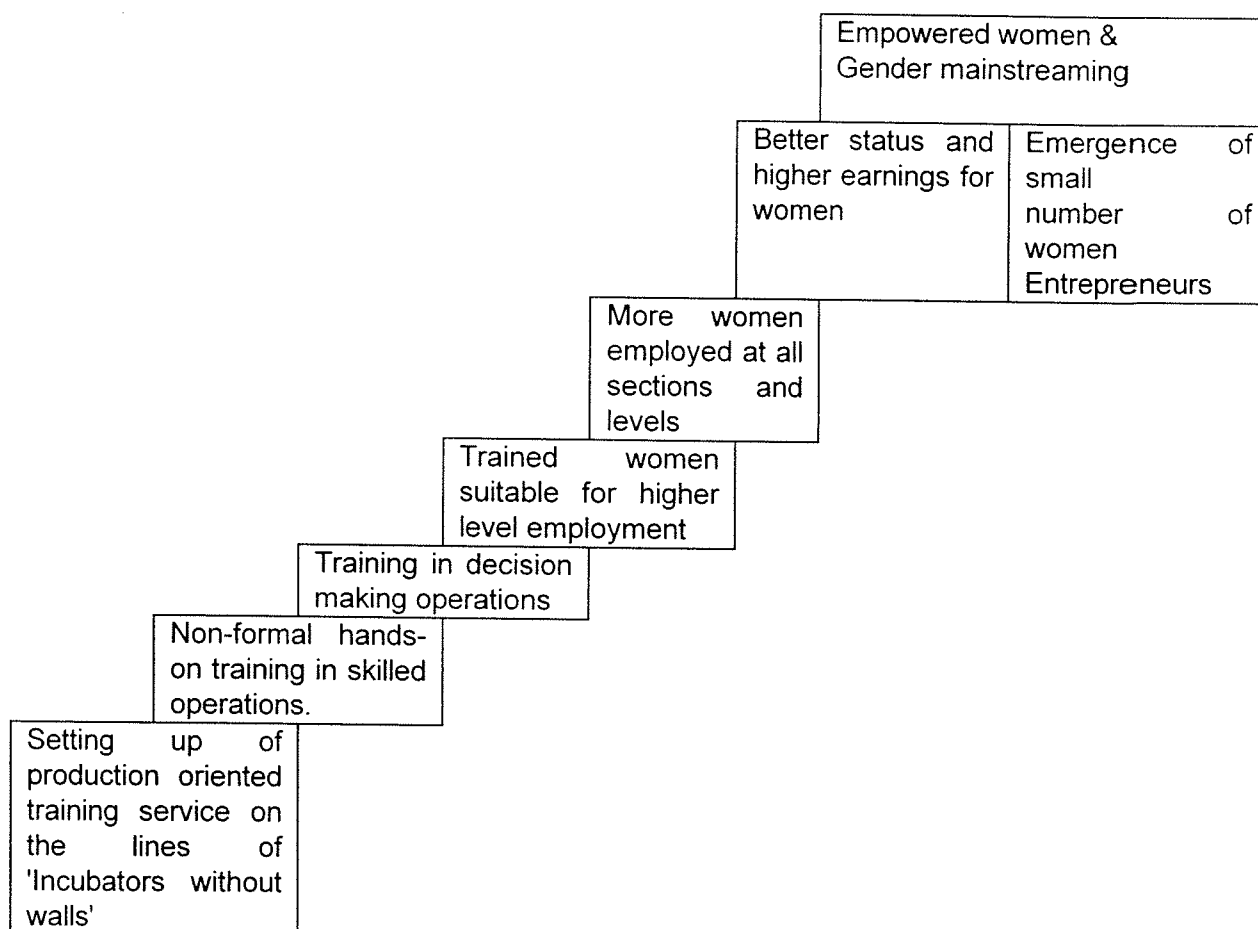 Empowered women &
Gender mainstreaming
Better status and
higher earnings for
women
Emergence of
small
number of
women
Entrepreneurs
More women
employed at all
sections and
levels
Trained women
suitable for higher
level employment
Training in decision
making operations
Non-formal hands-
on training in skilled
operations.
Setting up of
production oriented
training service on
the lines of
'Incubators without
walls'